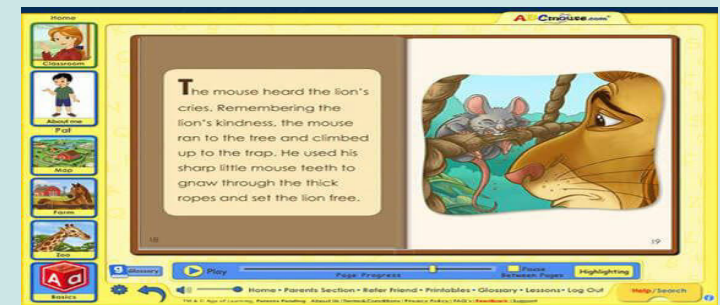 Home
ABCmouse.com
Classroom
About me
Pat
Map
Farm
Zoo
Aa
Basics
The mouse heard the lion's
cries. Remembering the
lion's kindness, the mouse
ran to the tree and climbed
up to the trap. He used his
sharp little mouse teeth to
gnaw through the thick
ropes and set the lion free.
18
19
g Glossary
Play
Page Progress
Pause
Between Pages
Highlighting
Home • Parents Section • Refer Friend • Printables • Glossary • Lessons • Log Out
Help/Search